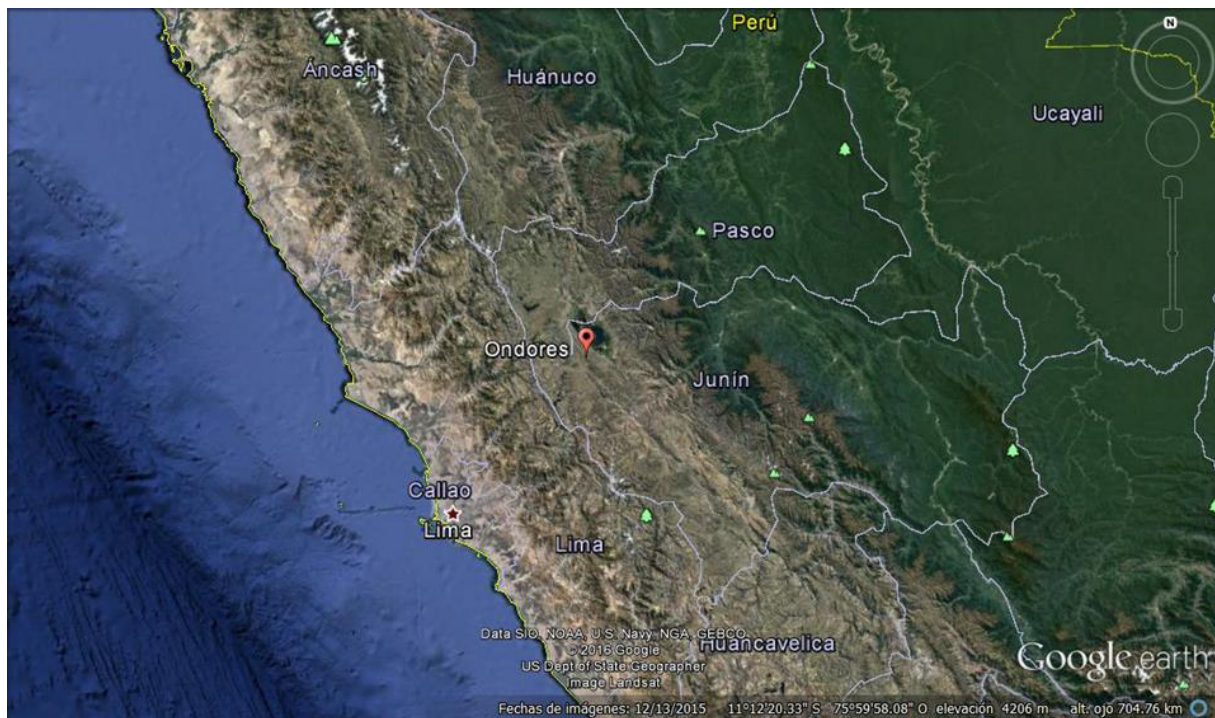 Perú
N
Áncash
Huánuco
Ucayali
Pasco
Ondores
Junín
Callao
Lima
Lima
Data SIO, NOAA, U.S. Navy, NGA, GEBCO
© 2016 Google
Huancavelica
US Dept of State Geographer
Image Landsat
Google earth
Fechas de imágenes: 12/13/2015 11°12'20.33" S 75°59'58.08" O elevación 4206 m alt. ojo 704.76 km